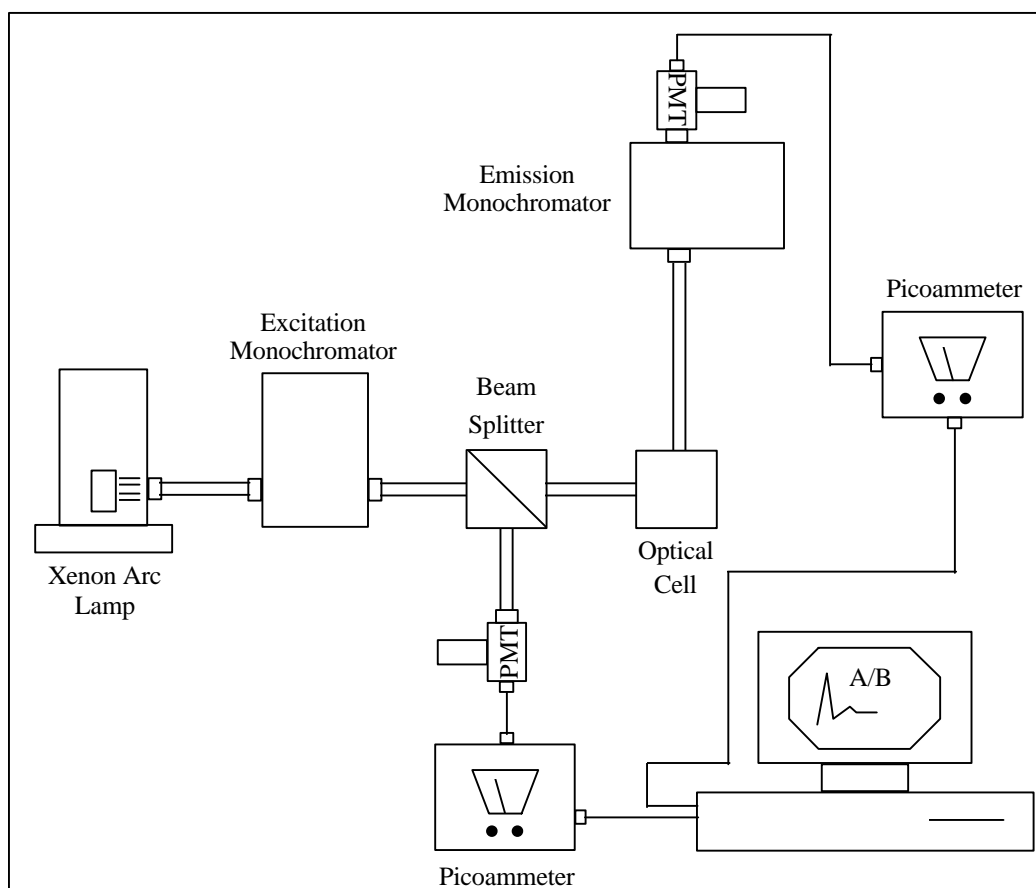 PMT
Emission
Monochromator
Picoammeter
Excitation
Monochromator
Beam
Splitter
Xenon Arc
Lamp
Optical
Cell
PMT
A/B
Picoammeter